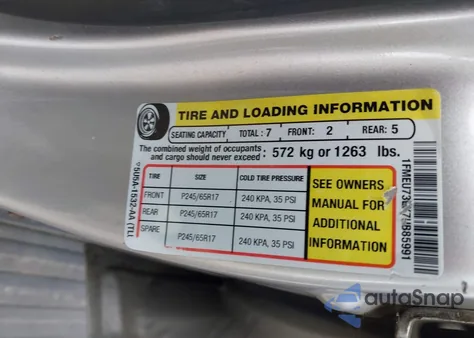 TIRE AND LOADING INFORMATION
SEATING CAPACITY TOTAL : 7 FRONT: 2 REAR: 5
The combined weight of occupants and cargo should never exceed : 572 kg or 1263 lbs.
TIRE SIZE COLD TIRE PRESSURE
FRONT P245/65R17 240 KPA, 35 PSI
REAR P245/65R17 240 KPA, 35 PSI
SPARE P245/65R17 240 KPA, 35 PSI
SEE OWNERS
MANUAL FOR
ADDITIONAL
INFORMATION
autoSnap